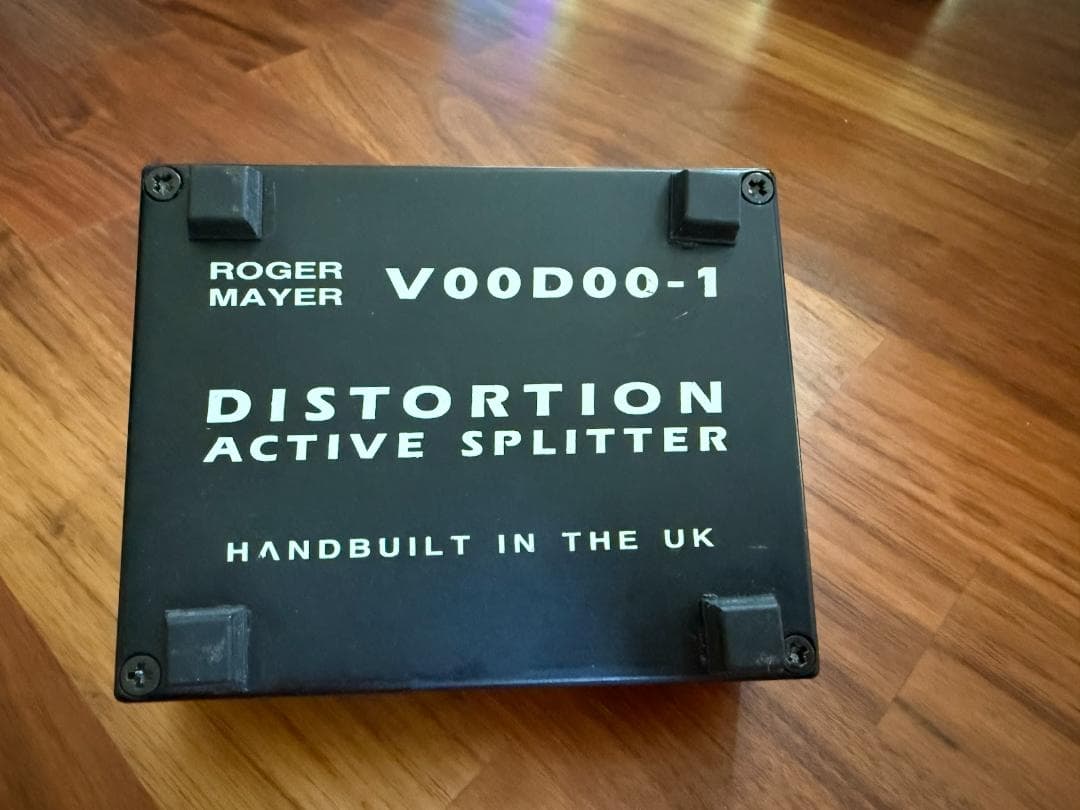 ROGER
MAYER
VOODOO-1
DISTORTION
ACTIVE SPLITTER
HANDBUILT IN THE UK